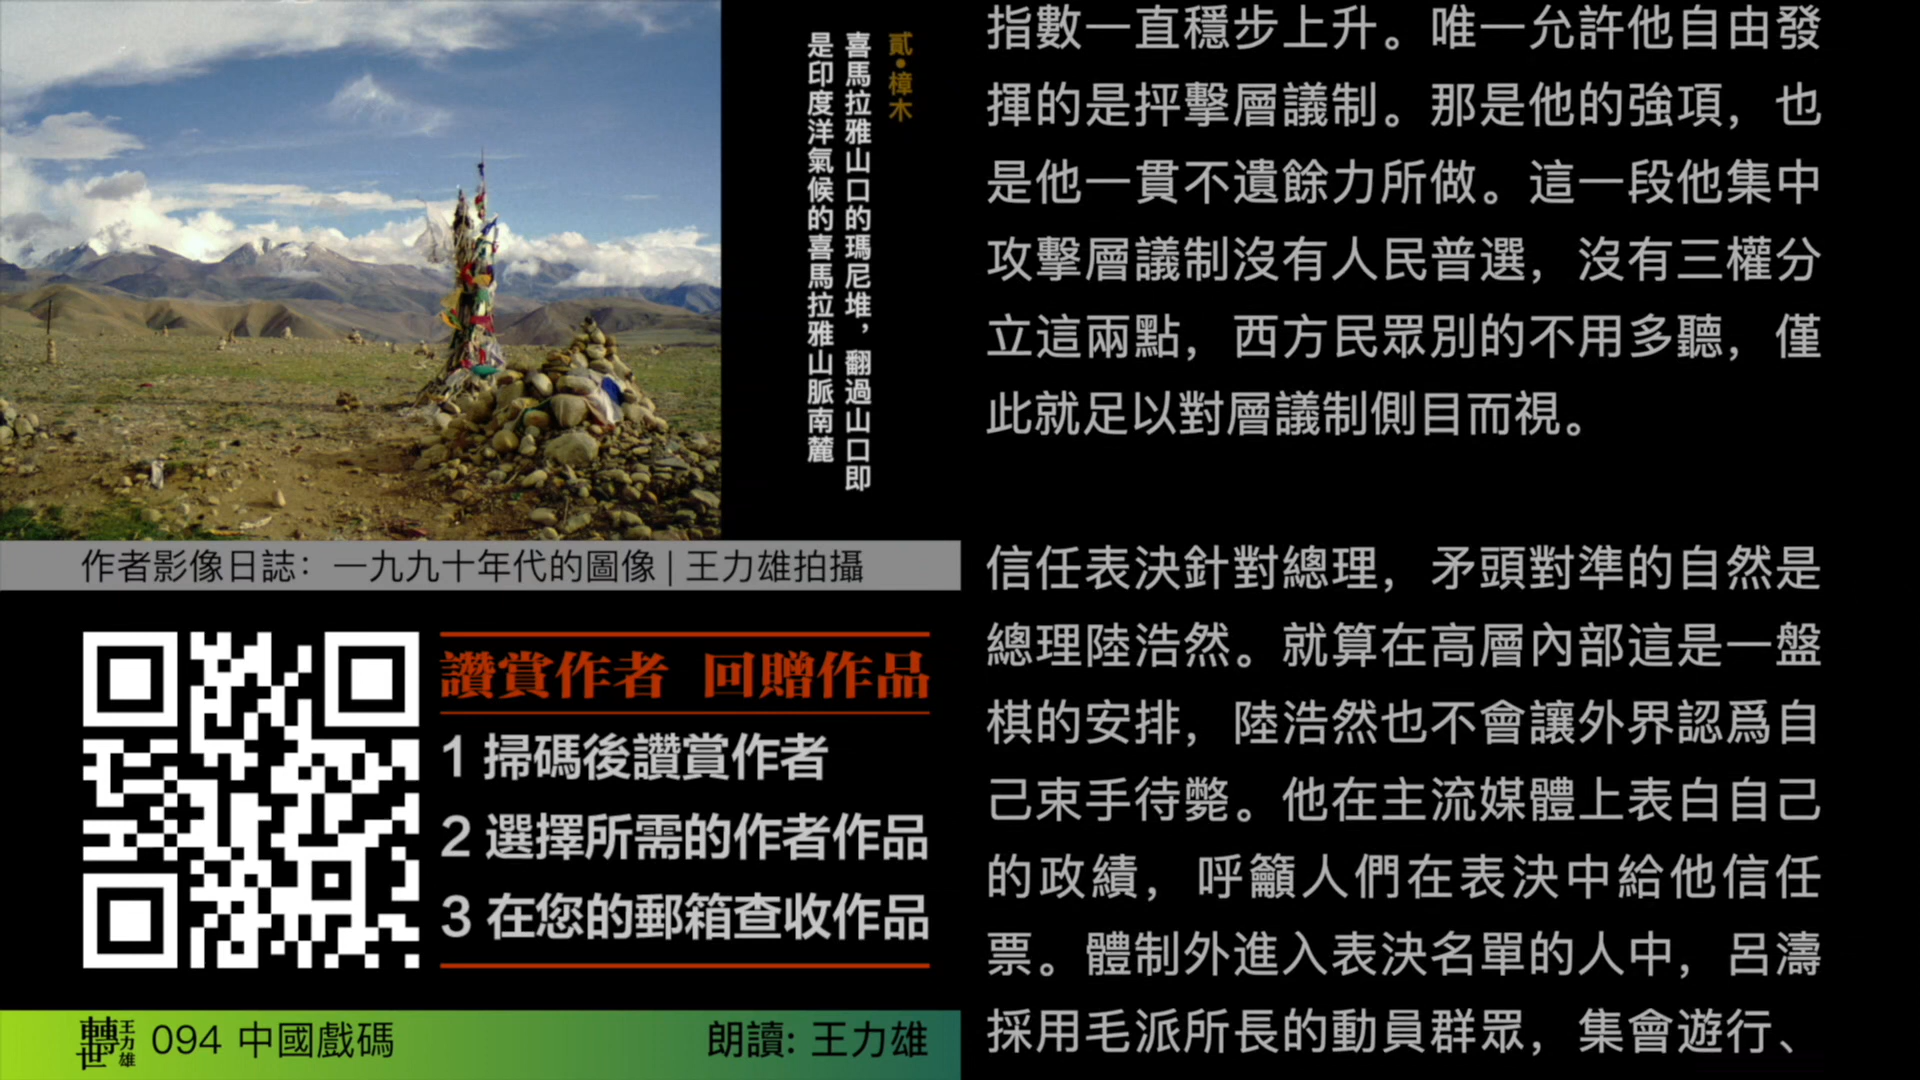 貳•樟木
喜馬拉雅山口的瑪尼堆，翻過山口即
是印度洋氣候的喜馬拉雅山脈南麓
作者影像日誌：一九九十年代的圖像 | 王力雄拍攝
讚賞作者 回贈作品
1 掃碼後讚賞作者
2 選擇所需的作者作品
3 在您的郵箱查收作品
轉世
王力雄
094 中國戲碼
朗讀: 王力雄
指數一直穩步上升。唯一允許他自由發
揮的是抨擊層議制。那是他的強項，也
是他一貫不遺餘力所做。這一段他集中
攻擊層議制沒有人民普選，沒有三權分
立這兩點，西方民眾別的不用多聽，僅
此就足以對層議制側目而視。
信任表決針對總理，矛頭對準的自然是
總理陸浩然。就算在高層內部這是一盤
棋的安排，陸浩然也不會讓外界認爲自
己束手待斃。他在主流媒體上表白自己
的政績，呼籲人們在表決中給他信任
票。體制外進入表決名單的人中，呂濤
採用毛派所長的動員群眾，集會遊行、